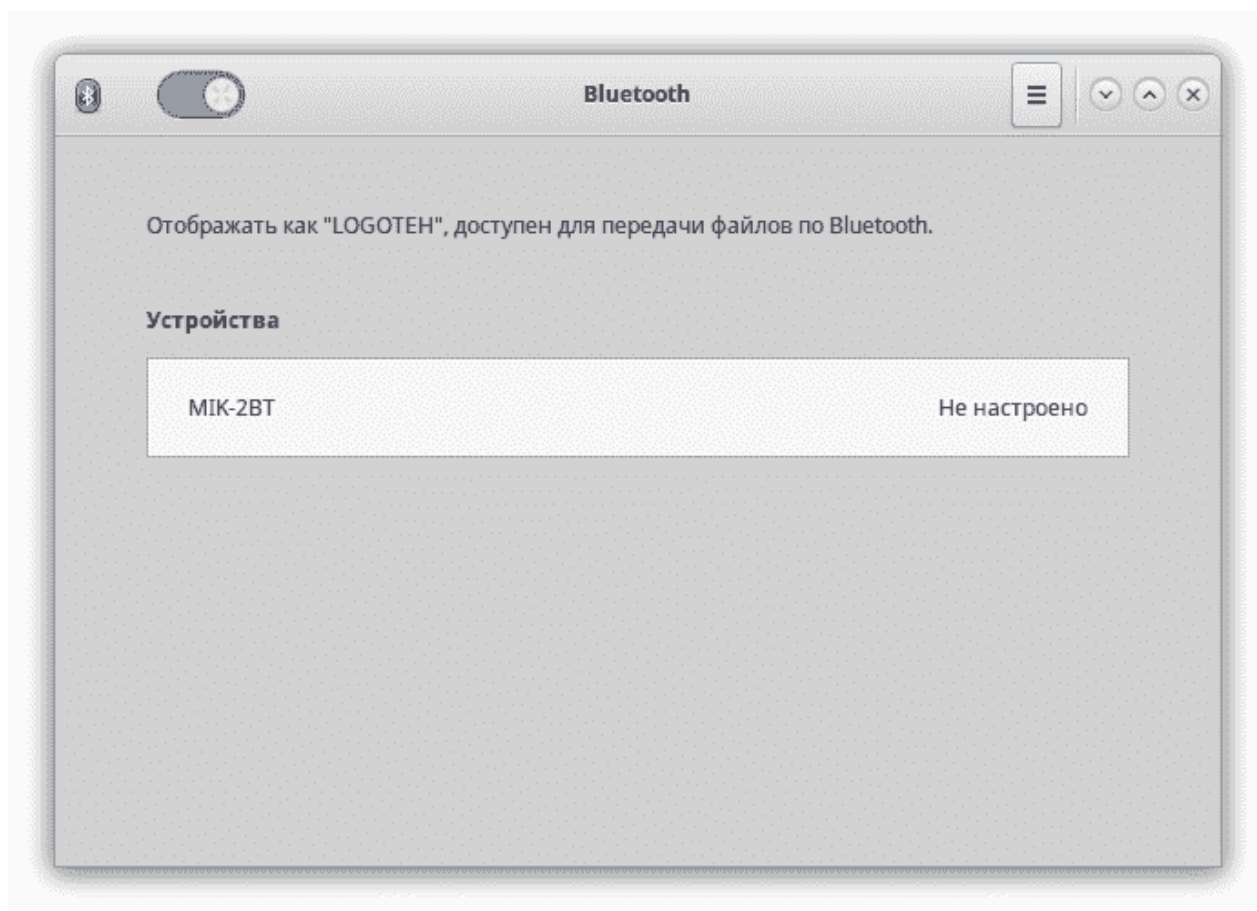 Bluetooth
Отображать как "LOGOTEH", доступен для передачи файлов по Bluetooth.
Устройства
MIK-2BT Не настроено